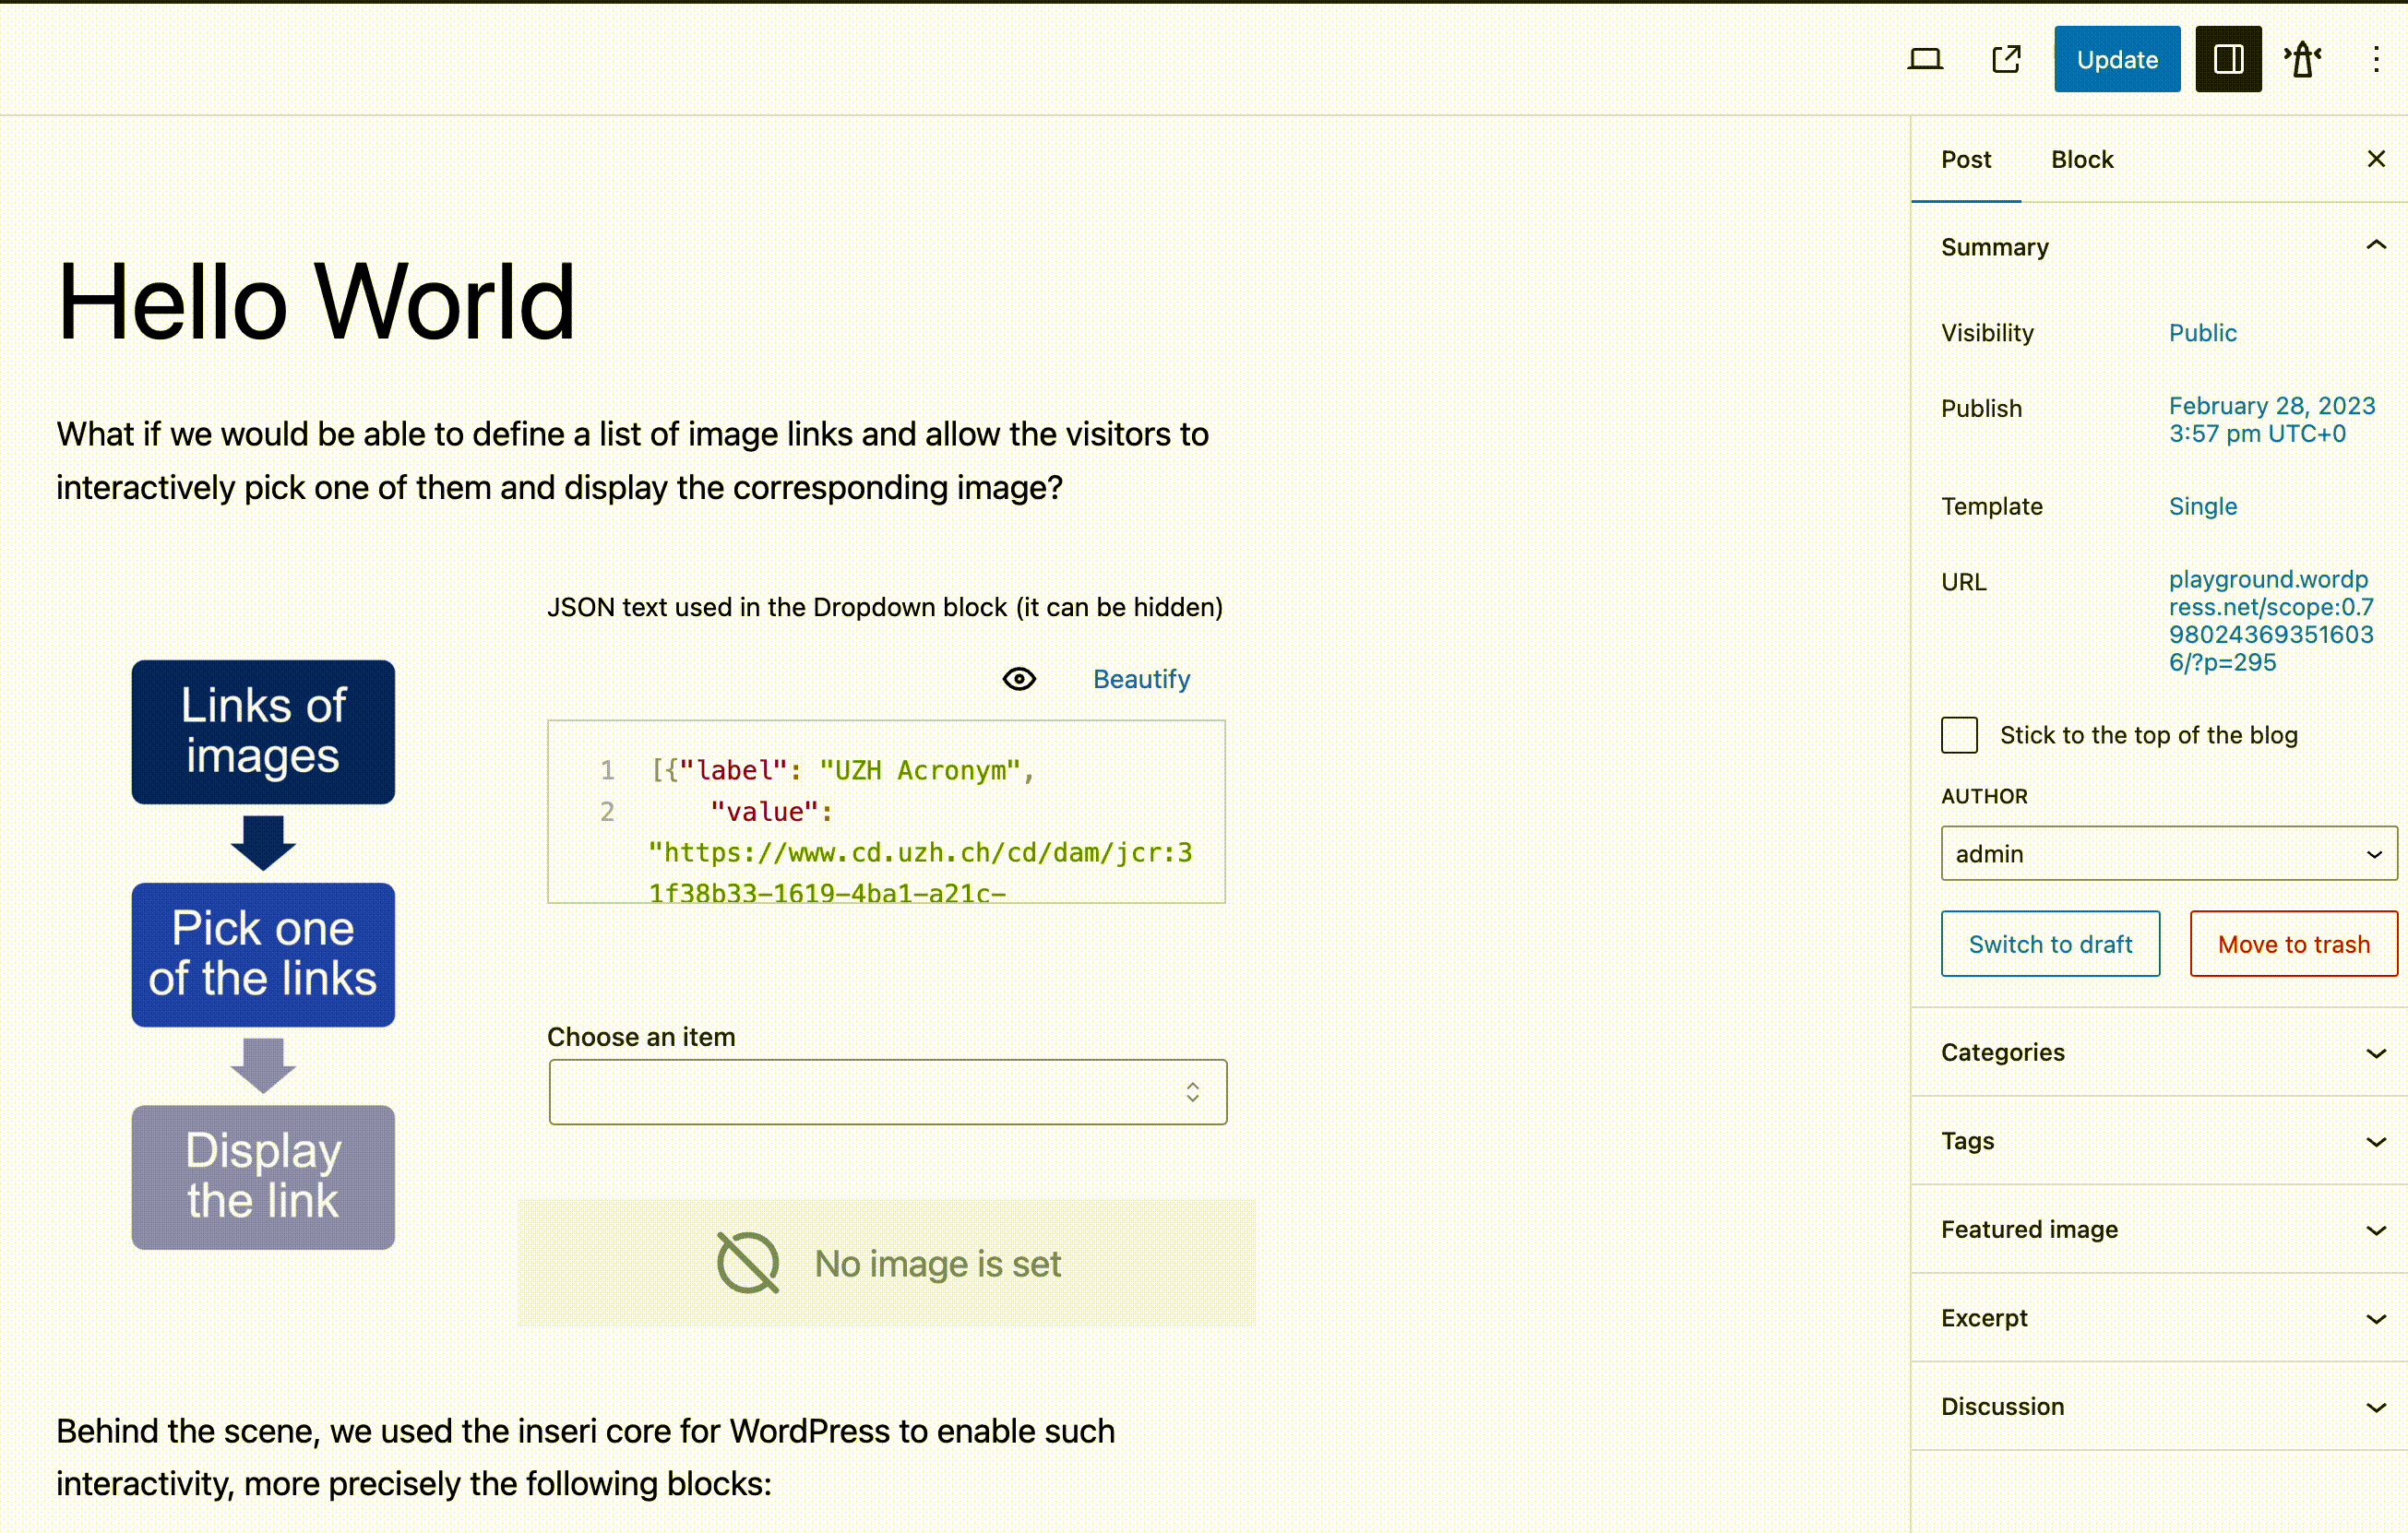 Update
Post Block
Hello World
What if we would be able to define a list of image links and allow the visitors to
interactively pick one of them and display the corresponding image?
Links of
images
Pick one
of the links
Display
the link
JSON text used in the Dropdown block (it can be hidden)
Beautify
1 [{"label": "UZH Acronym",
2 "value":
"https://www.cd.uzh.ch/cd/dam/jcr:3
1f38b33-1619-4ba1-a21c-
Choose an item
No image is set
Behind the scene, we used the inseri core for WordPress to enable such
interactivity, more precisely the following blocks:
Summary
Visibility Public
Publish February 28, 2023
3:57 pm UTC+0
Template Single
URL playground.wordp
ress.net/scope:0.7
98024369351603
6/?p=295
Stick to the top of the blog
AUTHOR
admin
Switch to draft Move to trash
Categories
Tags
Featured image
Excerpt
Discussion